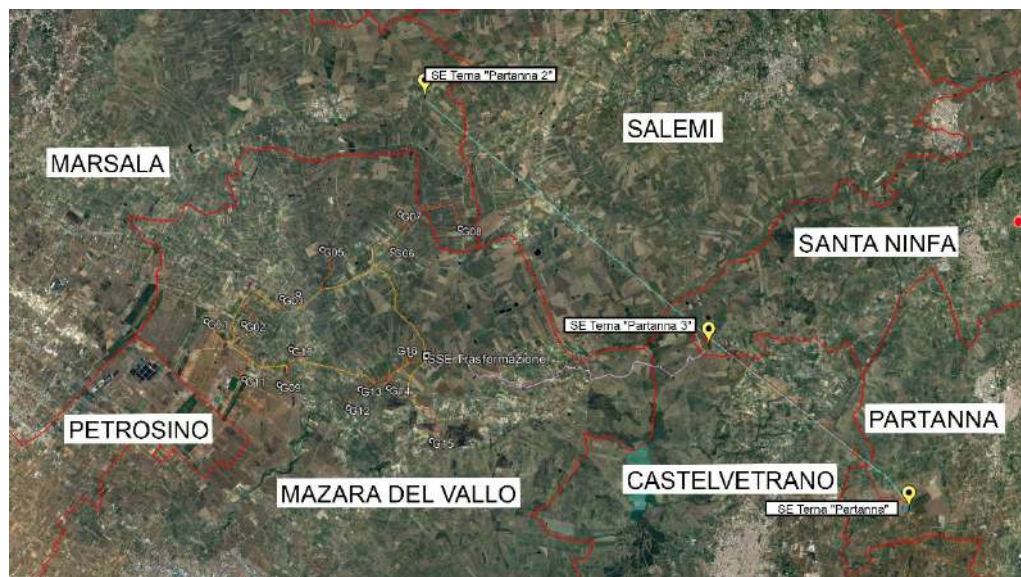 SE Terna "Partanna 2"
SALEMI
MARSALA
G07
G08
SANTA NINFA
G05
G06
G03
SE Terna "Partanna 3"
G01
G02
G10
G16
SSE Trasformazione
G11
G09
G13
G14
G12
PARTANNA
PETROSINO
G15
CASTELVETRANO
MAZARA DEL VALLO
SE Terna "Partanna"